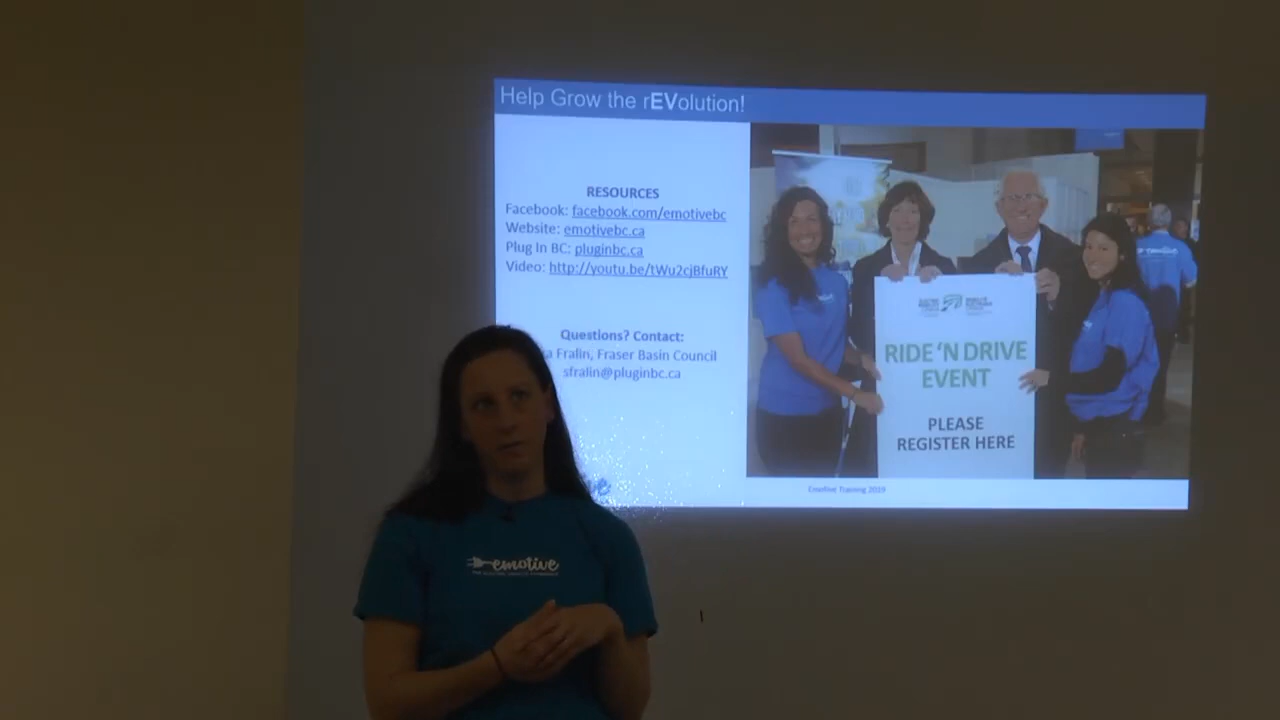 Help Grow the rEVolution!
RESOURCES
Facebook: facebook.com/emotivebc
Website: emotivebc.ca
Plug In BC: pluginbc.ca
Video: http://youtu.be/tWu2cjBfuRY
Questions? Contact:
a Fralin, Fraser Basin Council
sfralin@pluginbc.ca
RIDE 'N DRIVE
EVENT
PLEASE
REGISTER HERE
Emotive Training 2019
emotive